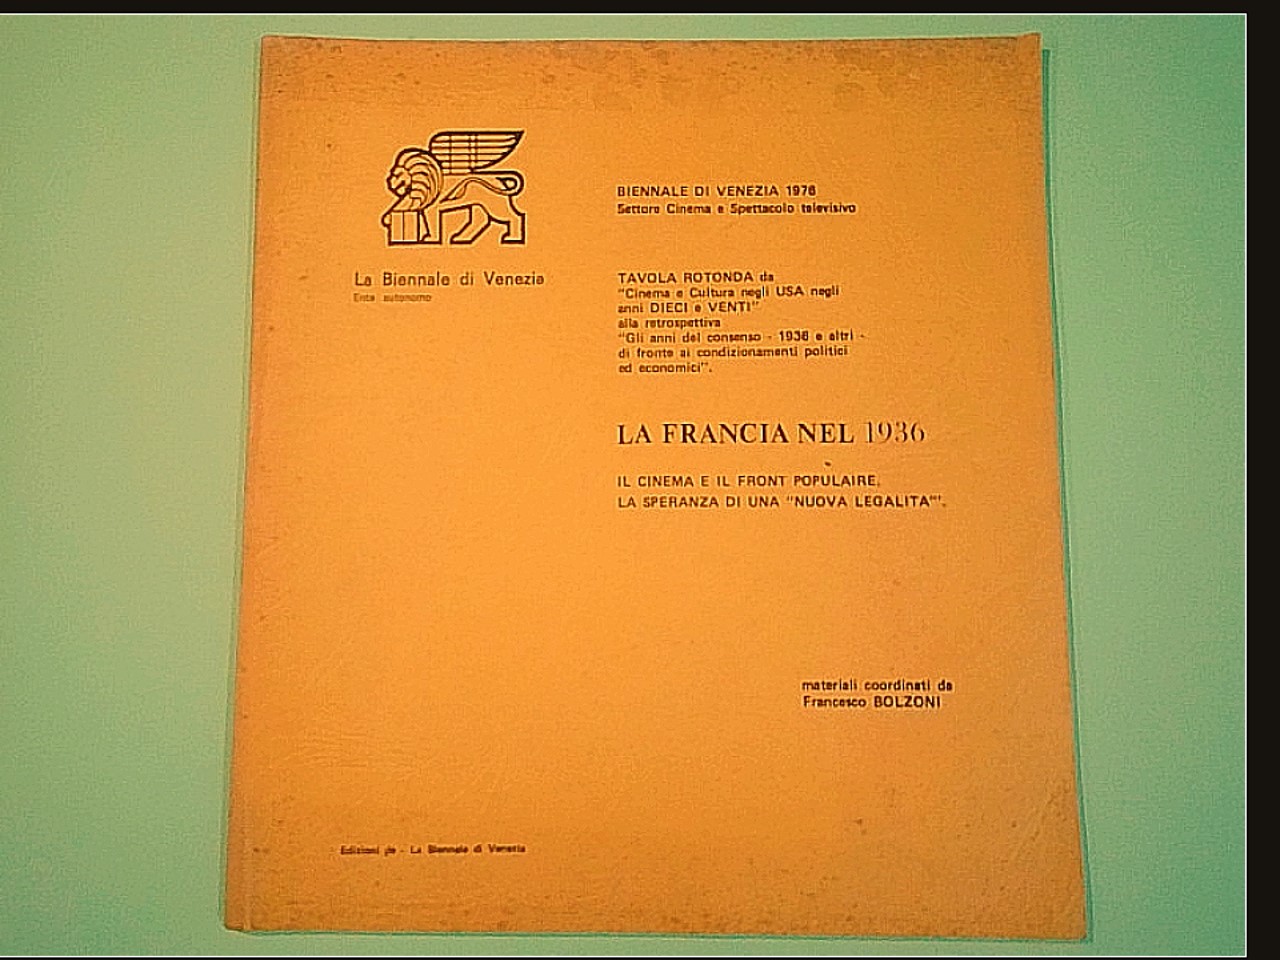 La Biennale di Venezia
Ente autonomo
BIENNALE DI VENEZIA 1976
Settore Cinema e Spettacolo televisivo
TAVOLA ROTONDA da
"Cinema e Cultura negli USA negli
anni DIECI e VENTI"
alla retrospettiva
"Gli anni del consenso - 1936 e altri -
di fronte ai condizionamenti politici
ed economici".
LA FRANCIA NEL 1936
IL CINEMA E IL FRONT POPULAIRE,
LA SPERANZA DI UNA "NUOVA LEGALITA'".
materiali coordinati da
Francesco BOLZONI
Edizioni - La Biennale di Venezia